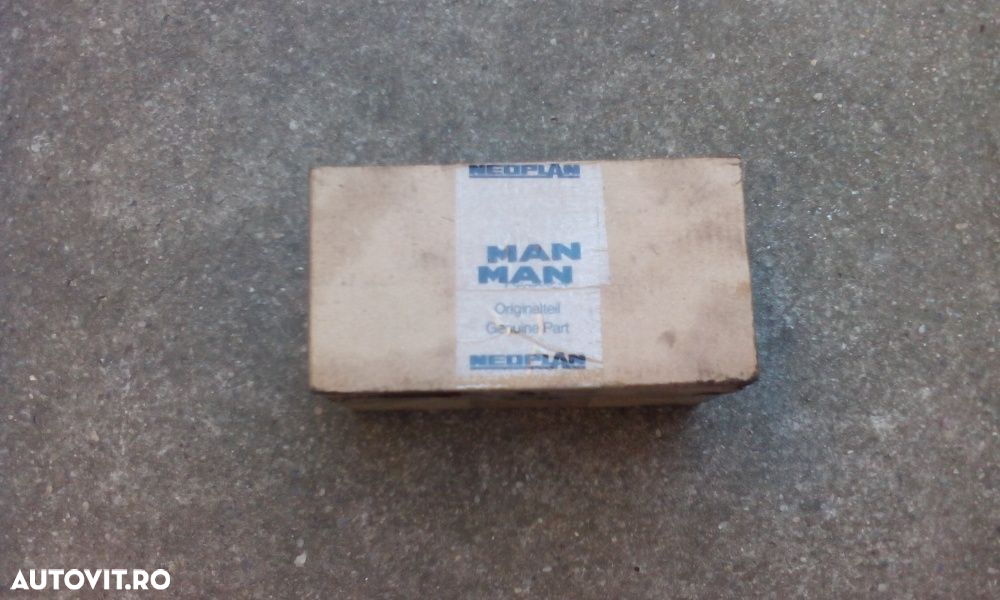 NEOPLAN
MAN
MAN
Originalteil
Genuine Part
NEOPLAN
AUTOVIT.RO